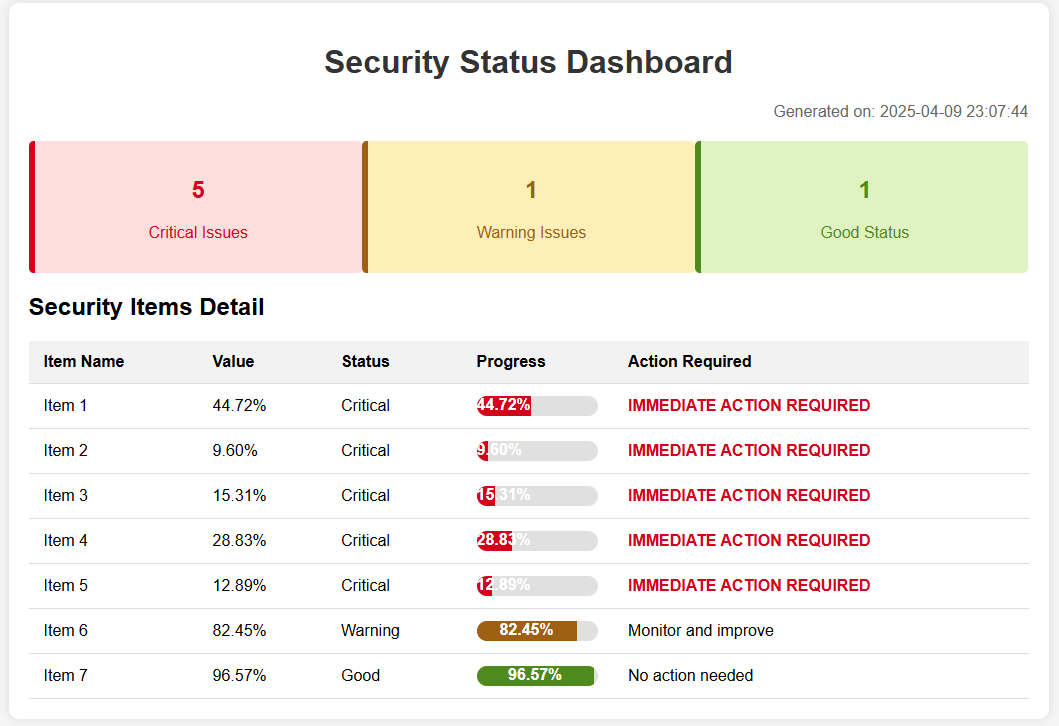 Security Status Dashboard
Generated on: 2025-04-09 23:07:44
5 1 1
Critical Issues Warning Issues Good Status
Security Items Detail
Item Name Value Status Progress Action Required
Item 1 44.72% Critical 44.72% IMMEDIATE ACTION REQUIRED
Item 2 9.60% Critical 9.60% IMMEDIATE ACTION REQUIRED
Item 3 15.31% Critical 15.31% IMMEDIATE ACTION REQUIRED
Item 4 28.83% Critical 28.83% IMMEDIATE ACTION REQUIRED
Item 5 12.89% Critical 12.89% IMMEDIATE ACTION REQUIRED
Item 6 82.45% Warning 82.45% Monitor and improve
Item 7 96.57% Good 96.57% No action needed